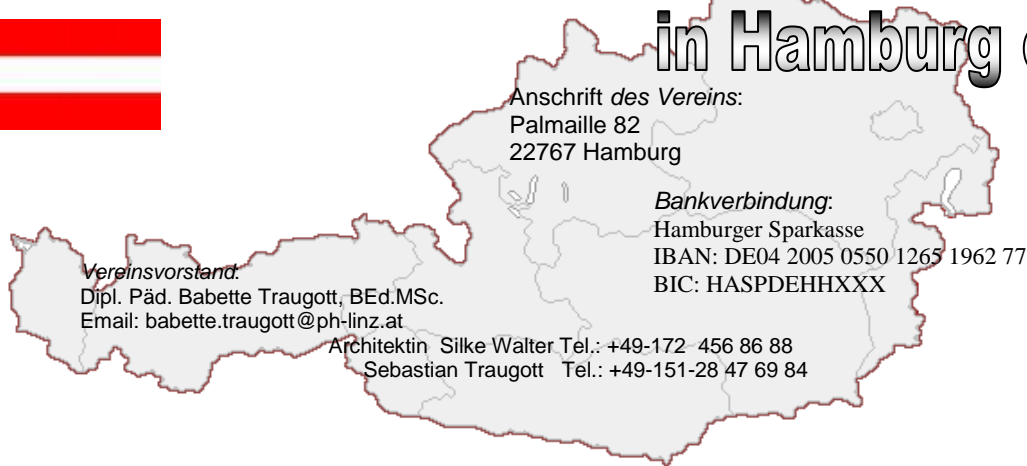 in Hamburg
Anschrift des Vereins:
Palmaille 82
22767 Hamburg
Bankverbindung:
Hamburger Sparkasse
IBAN: DE04 2005 0550 1265 1962 77
BIC: HASPDEHHXXX
Vereinsvorstand:
Dipl. Päd. Babette Traugott, BEd.MSc.
Email: babette.traugott@ph-linz.at
Architektin Silke Walter Tel.: +49-172 456 86 88
Sebastian Traugott Tel.: +49-151-28 47 69 84